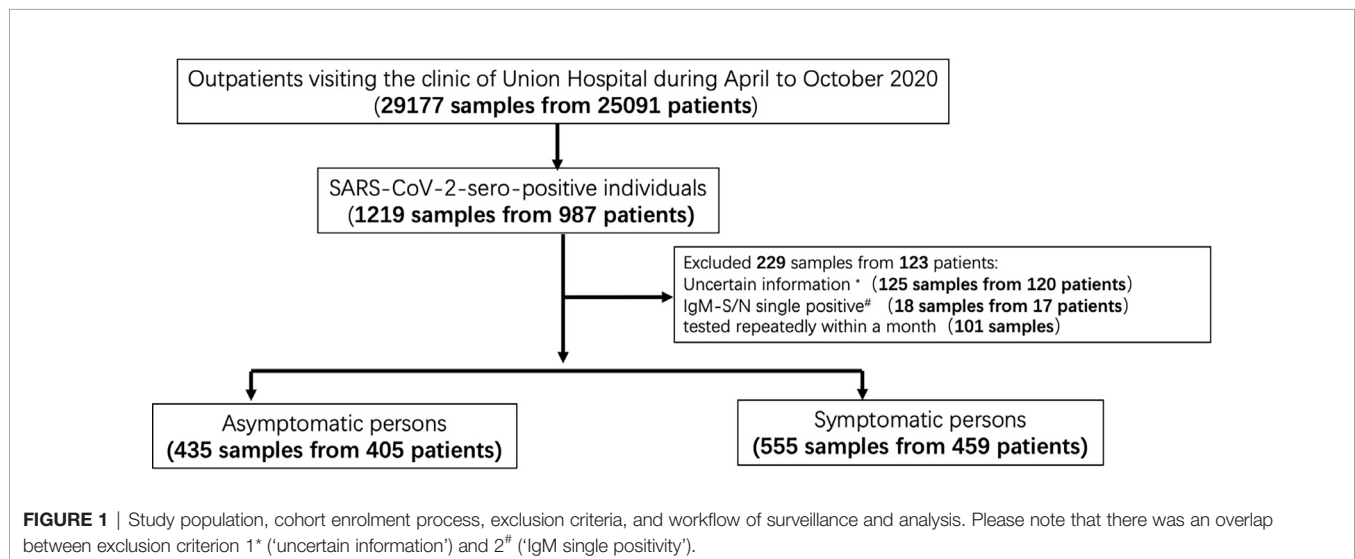 Outpatients visiting the clinic of Union Hospital during April to October 2020
(29177 samples from 25091 patients)
SARS-CoV-2-sero-positive individuals
(1219 samples from 987 patients)
Excluded 229 samples from 123 patients:
Uncertain information * (125 samples from 120 patients)
IgM-S/N single positive# (18 samples from 17 patients)
tested repeatedly within a month (101 samples)
Asymptomatic persons
(435 samples from 405 patients)
Symptomatic persons
(555 samples from 459 patients)
FIGURE 1 | Study population, cohort enrolment process, exclusion criteria, and workflow of surveillance and analysis. Please note that there was an overlap
between exclusion criterion 1* (‘uncertain information’) and 2# (‘IgM single positivity’).